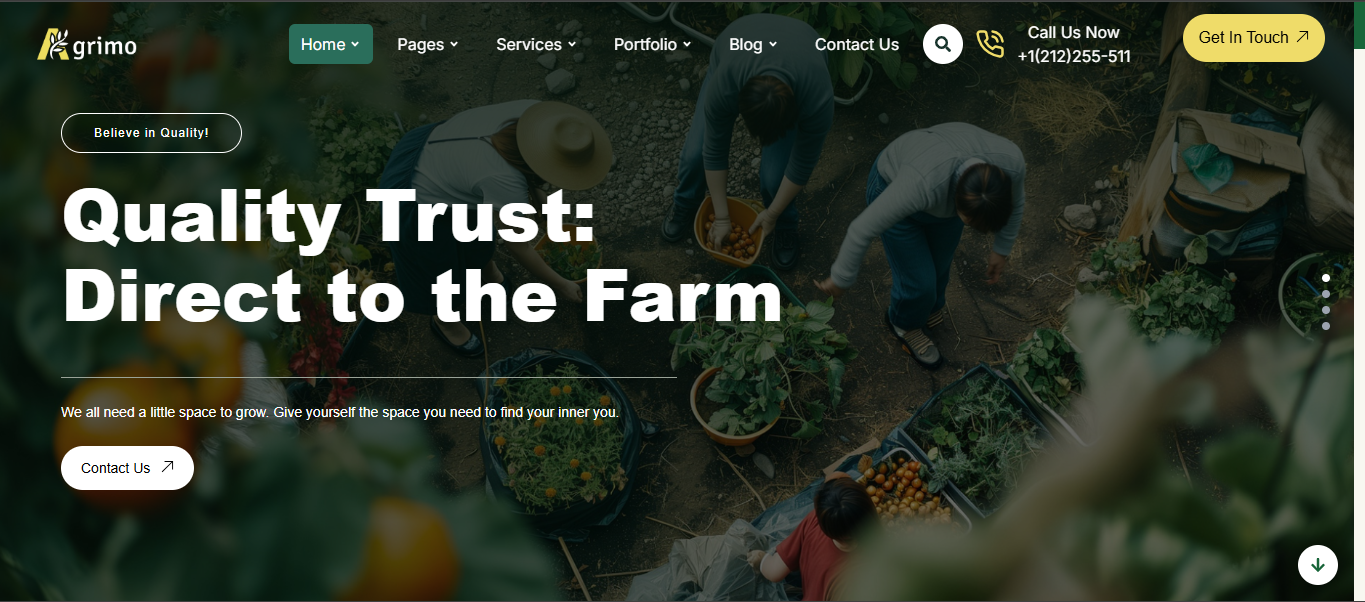 Agrimo
Home
Pages
Services
Portfolio
Blog
Contact Us
Call Us Now
+1(212)255-511
Get In Touch
Believe in Quality!
Quality Trust:
Direct to the Farm
We all need a little space to grow. Give yourself the space you need to find your inner you.
Contact Us